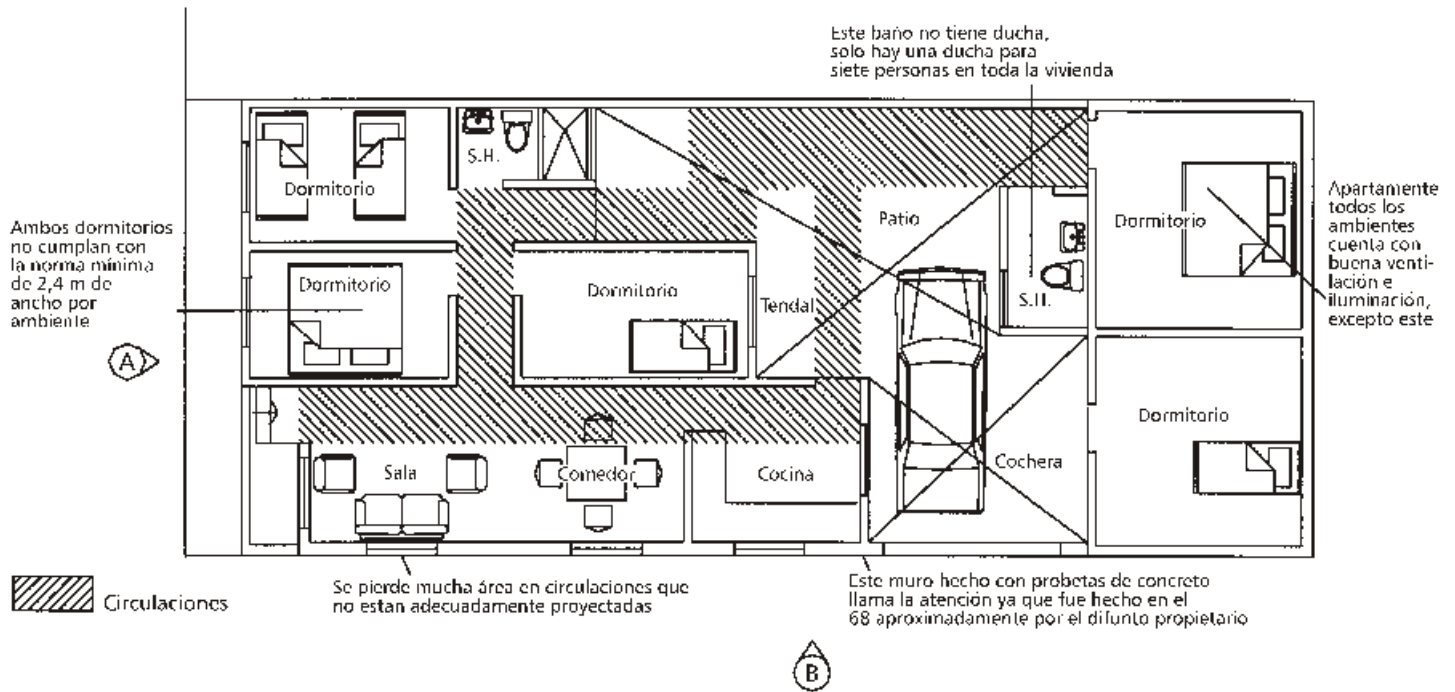 Este baño no tiene ducha,
solo hay una ducha para
siete personas en toda la vivienda
S.H.
Dormitorio
Patio
Dormitorio
Apartamente
todos los
ambientes
cuenta con
buena venti-
lación e
iluminación,
excepto este
Ambos dormitorios
no cumplan con
la norma mínima
de 2,4 m de
ancho por
ambiente
Dormitorio
Dormitorio
Tendal
S.H.
A
Dormitorio
Sala
Comedor
Cocina
Cochera
Circulaciones
Se pierde mucha área en circulaciones que
no estan adecuadamente proyectadas
Este muro hecho con probetas de concreto
llama la atención ya que fue hecho en el
68 aproximadamente por el difunto propietario
B